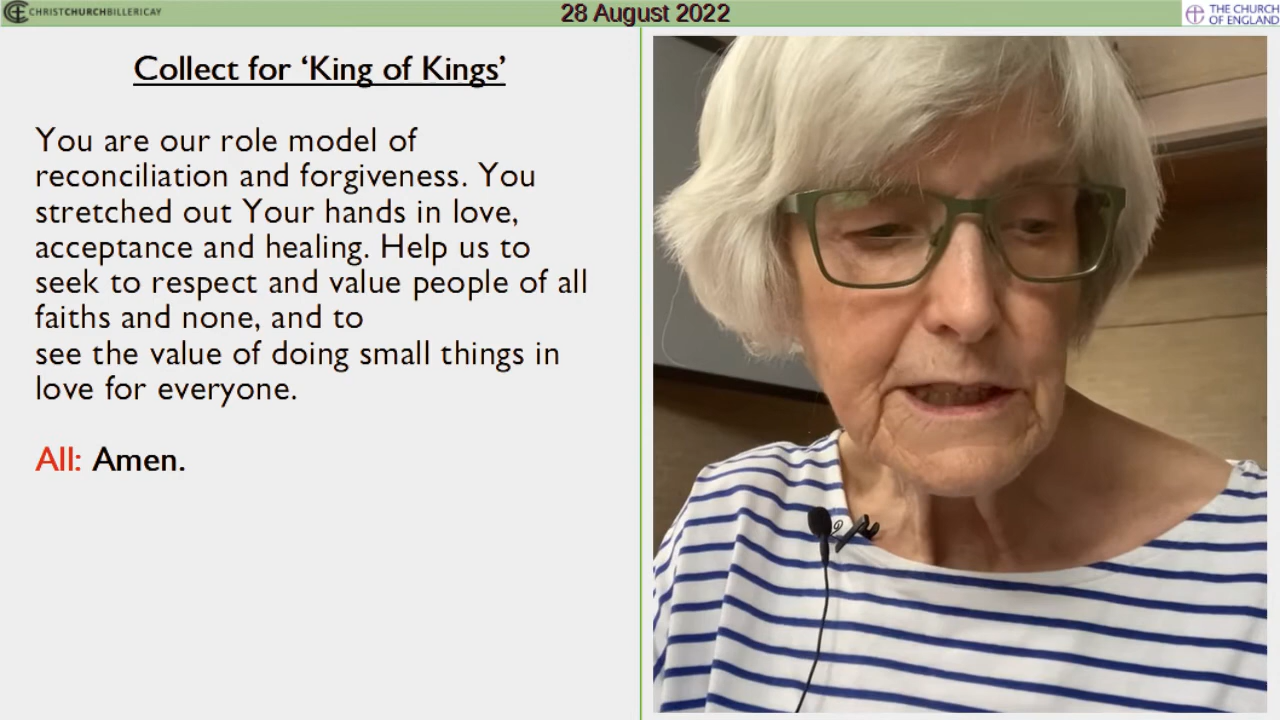 CHRISTCHURCHBILLERICAY
28 August 2022
THE CHURCH
OF ENGLAND
Collect for ‘King of Kings’
You are our role model of
reconciliation and forgiveness. You
stretched out Your hands in love,
acceptance and healing. Help us to
seek to respect and value people of all
faiths and none, and to
see the value of doing small things in
love for everyone.
All: Amen.